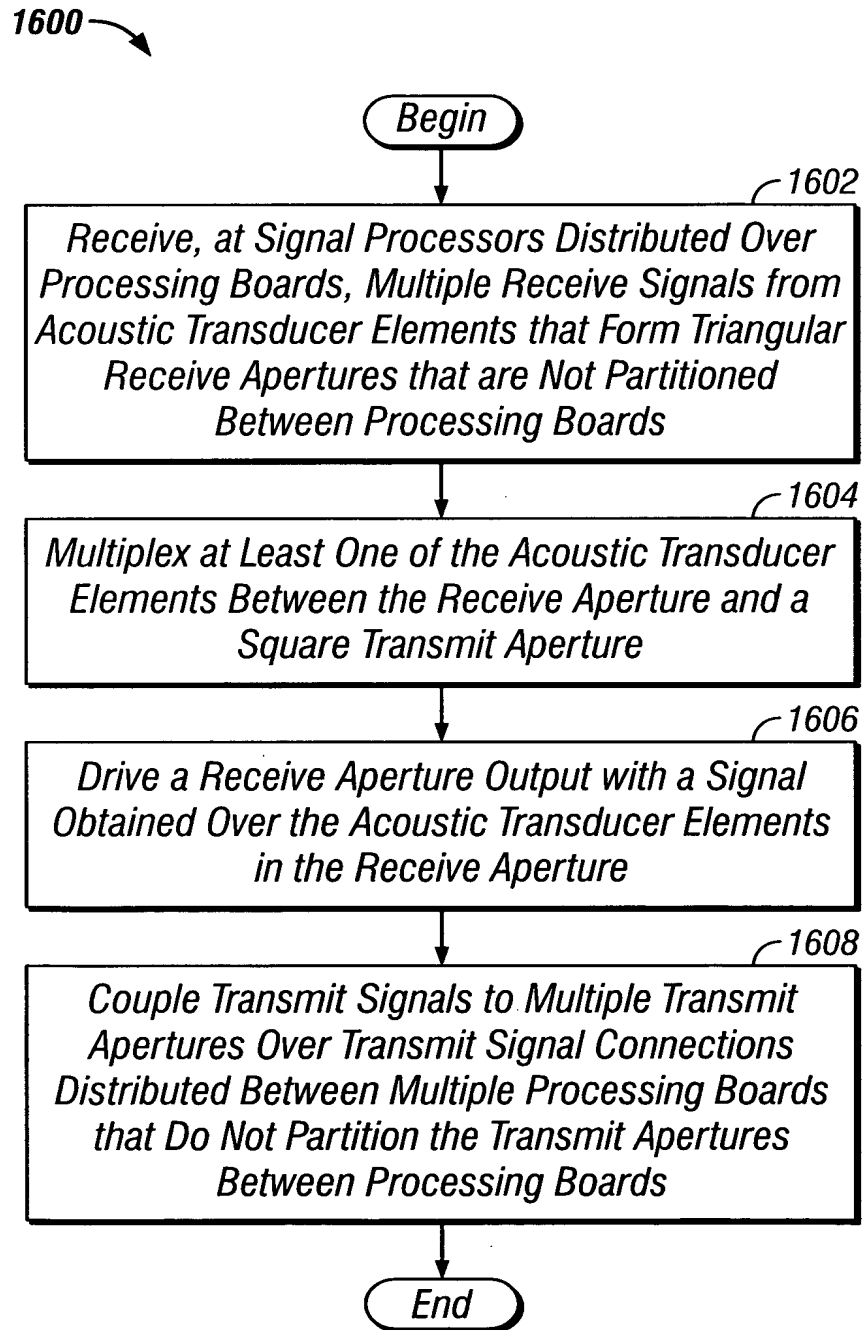 1600
Begin
1602
Receive, at Signal Processors Distributed Over
Processing Boards, Multiple Receive Signals from
Acoustic Transducer Elements that Form Triangular
Receive Apertures that are Not Partitioned
Between Processing Boards
1604
Multiplex at Least One of the Acoustic Transducer
Elements Between the Receive Aperture and a
Square Transmit Aperture
1606
Drive a Receive Aperture Output with a Signal
Obtained Over the Acoustic Transducer Elements
in the Receive Aperture
1608
Couple Transmit Signals to Multiple Transmit
Apertures Over Transmit Signal Connections
Distributed Between Multiple Processing Boards
that Do Not Partition the Transmit Apertures
Between Processing Boards
End